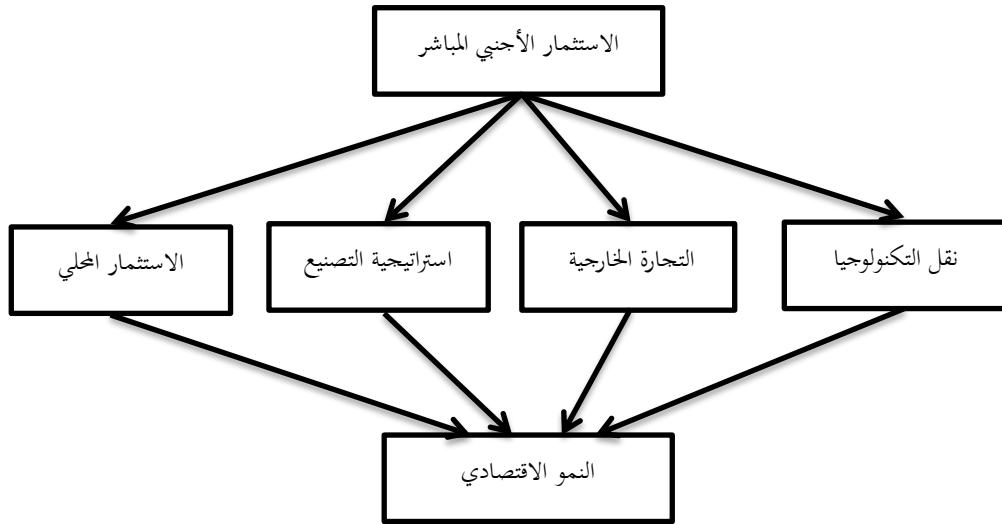 الاستثمار الأجنبي المباشر
نقل التكنولوجيا
التجارة الخارجية
استراتيجية التصنيع
الاستثمار المحلي
النمو الاقتصادي